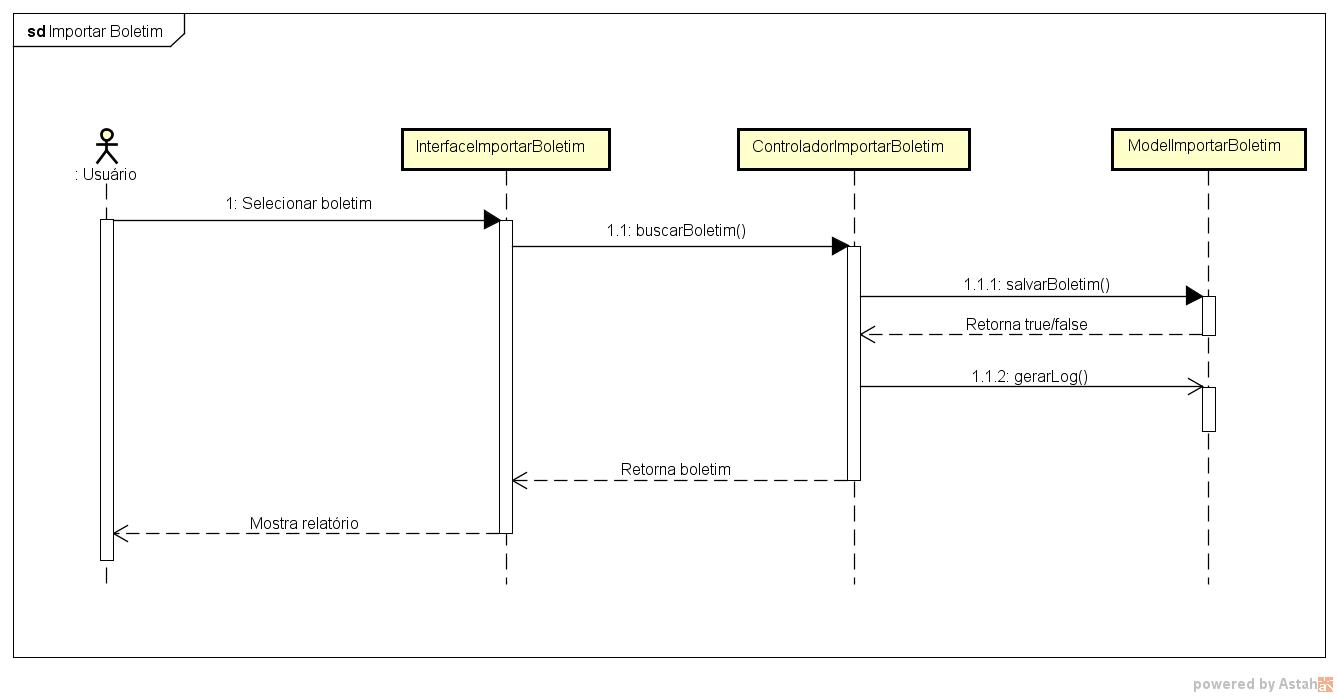 sd Importar Boletim
: Usuário
InterfaceImportarBoletim
ControladorImportarBoletim
ModelImportarBoletim
1: Selecionar boletim
1.1: buscarBoletim()
1.1.1: salvarBoletim()
Retorna true/false
1.1.2: gerarLog()
Retorna boletim
Mostra relatório
powered by Astah